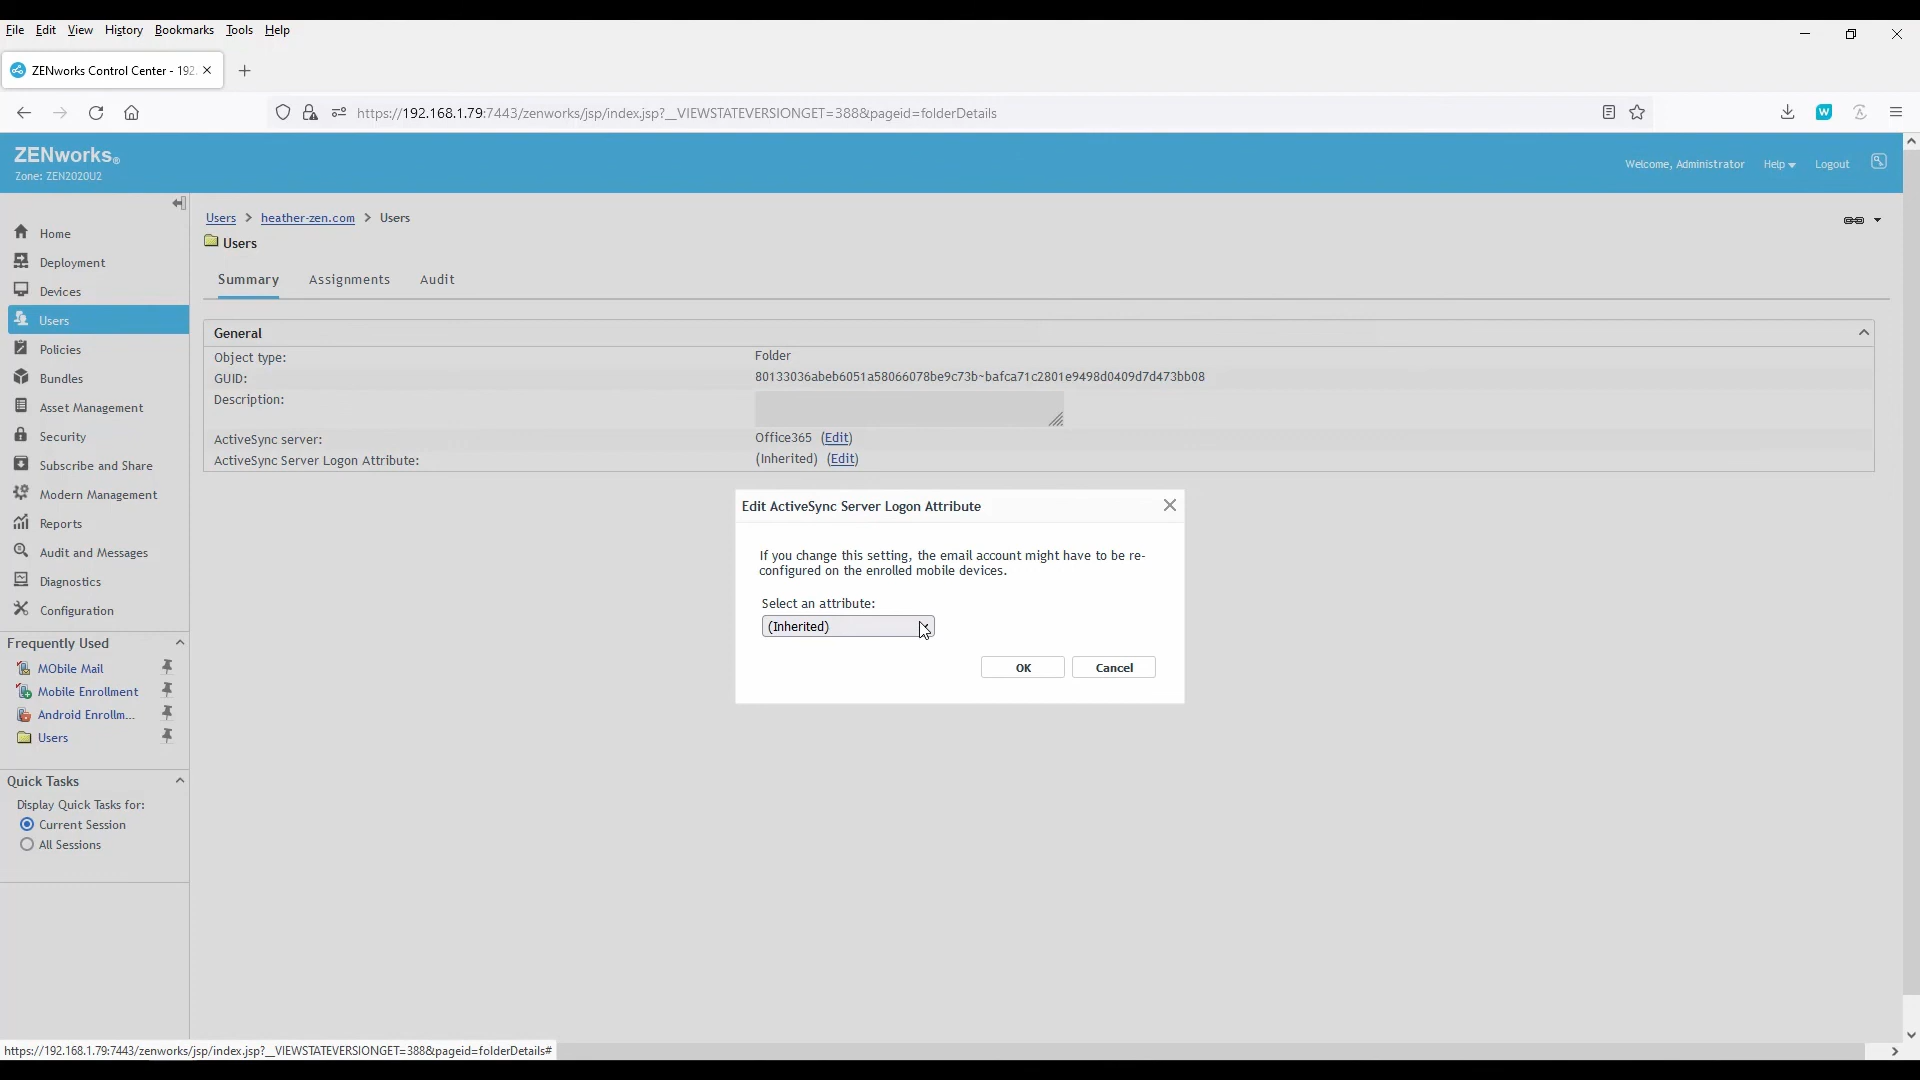 File Edit View History Bookmarks Tools Help
ZENworks Control Center - 192.
https://192.168.1.79:7443/zenworks/jsp/index.jsp?__VIEWSTATEVERSIONGET=388&pageid=folderDetails
ZENworks®
Zone: ZEN2020U2
Welcome, Administrator Help Logout
Home
Deployment
Devices
Users
Policies
Bundles
Asset Management
Security
Subscribe and Share
Modern Management
Reports
Audit and Messages
Diagnostics
Configuration
Frequently Used
MObile Mail
Mobile Enrollment
Android Enrollm...
Users
Quick Tasks
Display Quick Tasks for:
Current Session
All Sessions
Users > heather-zen.com > Users
Users
Summary Assignments Audit
General
Object type: Folder
GUID: 80133036abeb6051a58066078be9c73b~bafca71c2801e9498d0409d7d473bb08
Description:
ActiveSync server: Office365 (Edit)
ActiveSync Server Logon Attribute: (Inherited) (Edit)
Edit ActiveSync Server Logon Attribute
If you change this setting, the email account might have to be re-
configured on the enrolled mobile devices.
Select an attribute:
(Inherited)
OK Cancel
https://192.168.1.79:7443/zenworks/jsp/index.jsp?__VIEWSTATEVERSIONGET=388&pageid=folderDetails#